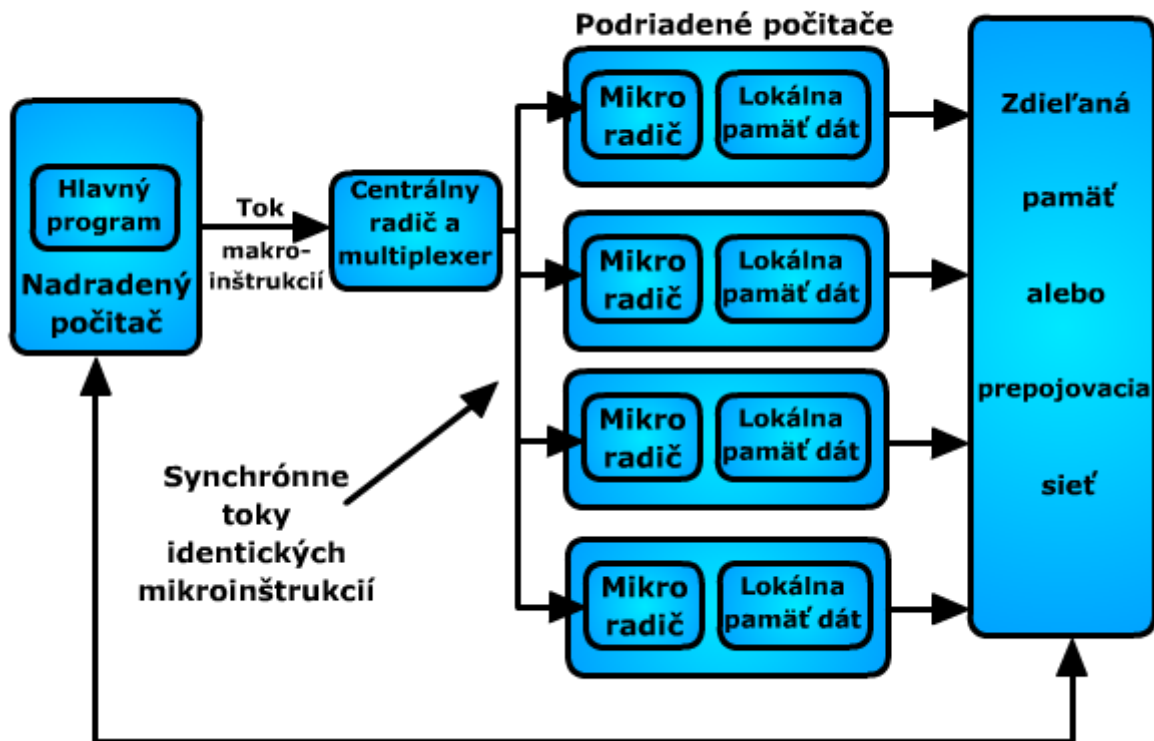 Podriadené počitače
Hlavný
program
Nadradený
počitač
Tok
makro-
inštrukcií
Centrálny
radič a
multiplexer
Mikro
radič
Lokálna
pamäť dát
Mikro
radič
Lokálna
pamäť dát
Mikro
radič
Lokálna
pamäť dát
Mikro
radič
Lokálna
pamäť dát
Zdieľaná
pamäť
alebo
prepojovacia
sieť
Synchrónne
toky
identických
mikroinštrukcií